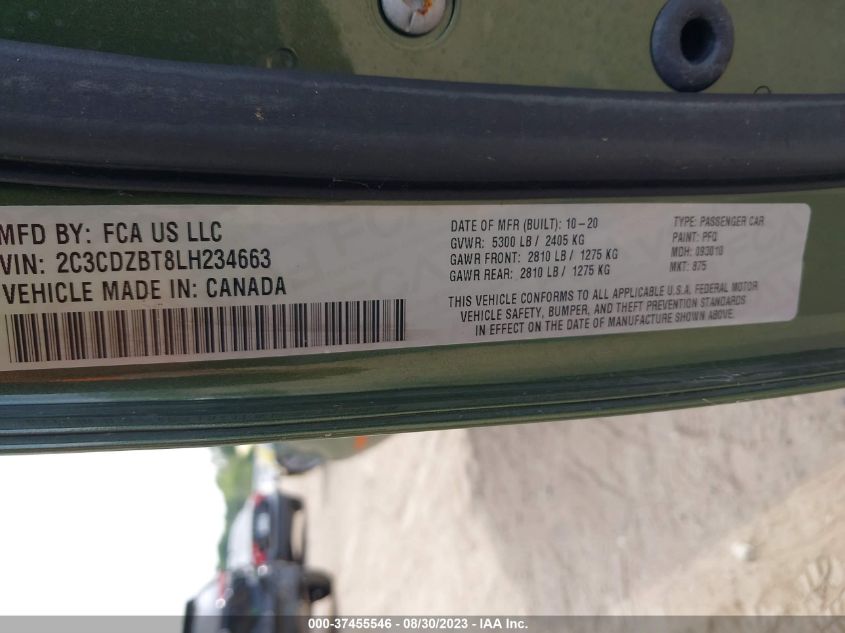 MFD BY: FCA US LLC
VIN: 2C3CDZBT8LH234663
VEHICLE MADE IN: CANADA
DATE OF MFR (BUILT): 10-20
GVWR: 5300 LB / 2405 KG
GAWR FRONT: 2810 LB / 1275 KG
GAWR REAR: 2810 LB / 1275 KG
TYPE: PASSENGER CAR
PAINT: PFQ
MDH: 093010
MKT: 875
THIS VEHICLE CONFORMS TO ALL APPLICABLE U.S.A. FEDERAL MOTOR
VEHICLE SAFETY, BUMPER, AND THEFT PREVENTION STANDARDS
IN EFFECT ON THE DATE OF MANUFACTURE SHOWN ABOVE.
000-37455546 - 08/30/2023 - IAA Inc.